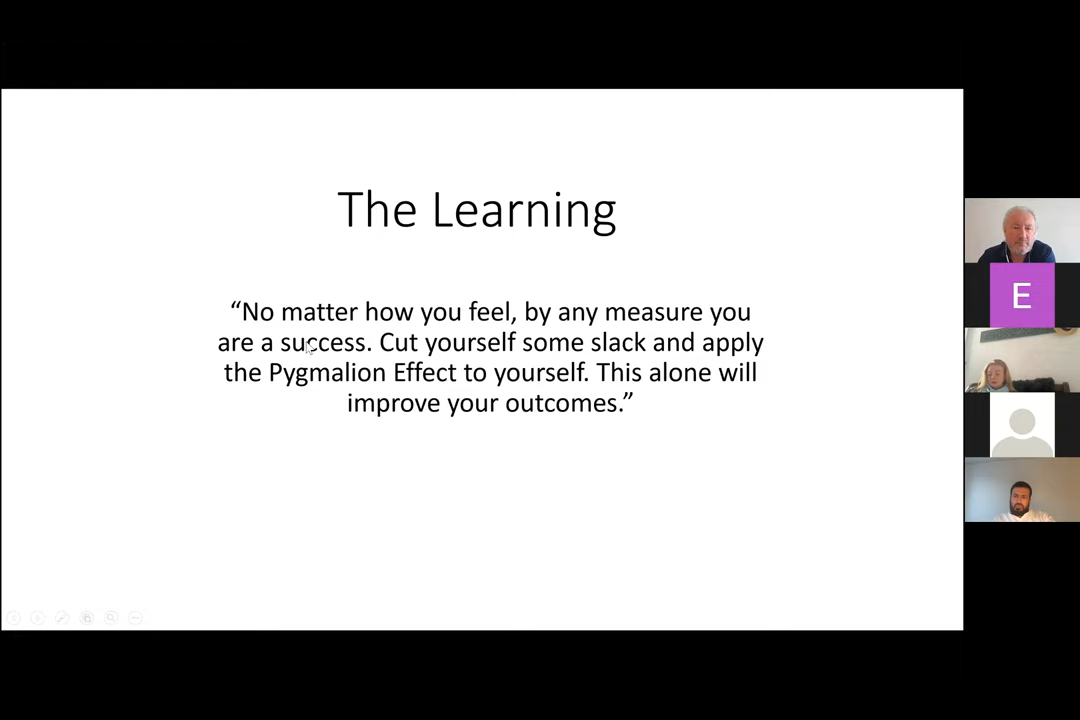 The Learning
“No matter how you feel, by any measure you
are a success. Cut yourself some slack and apply
the Pygmalion Effect to yourself. This alone will
improve your outcomes.”
E